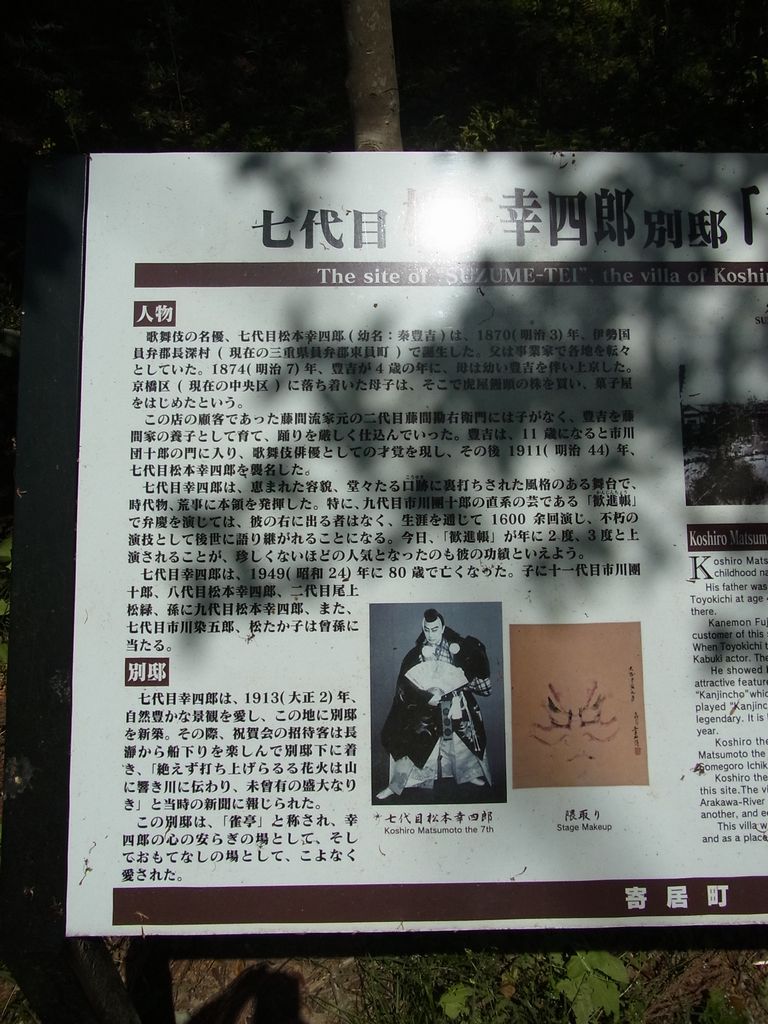 七代目 幸四郎 別邸「
The site of "SUZUME-TEI", the villa of Koshi
人物
歌舞伎の名優、七代目松本幸四郎(幼名：秦豊吉)は、1870(明治3)年、伊勢国
員弁郡長深村(現在の三重県員弁郡東員町)で誕生した。父は事業家で各地を転々
としていた。1874(明治7)年、豊吉が4歳の年に、母は幼い豊吉を伴い上京した。
京橋区(現在の中央区)に落ち着いた母子は、そこで虎屋饅頭の株を買い、菓子屋
をはじめたという。
この店の顧客であった藤間流家元の二代目藤間勘右衛門には子がなく、豊吉を藤
間家の養子として育て、踊りを厳しく仕込んでいった。豊吉は、11歳になると市川
団十郎の門に入り、歌舞伎俳優としての才覚を現し、その後1911(明治44)年、
七代目松本幸四郎を襲名した。
七代目幸四郎は、恵まれた容貌、堂々たる口跡に裏打ちされた風格のある舞台で、
時代物、荒事に本領を発揮した。特に、九代目市川團十郎の直系の芸である「歓進帳」
で弁慶を演じては、彼の右に出る者はなく、生涯を通じて1600余回演じ、不朽の
演技として後世に語り継がれることになる。今日、「歓進帳」が年に2度、3度と上
演されることが、珍しくないほどの人気となったのも彼の功績といえよう。
七代目幸四郎は、1949(昭和24)年に80歳で亡くなった。子に十一代目市川團
十郎、八代目松本幸四郎、二代目尾上
松緑、孫に九代目松本幸四郎、また、
七代目市川染五郎、松たか子は曾孫に
当たる。
別邸
七代目幸四郎は、1913(大正2)年、
自然豊かな景観を愛し、この地に別邸
を新築。その際、祝賀会の招待客は長
瀞から船下りを楽しんで別邸下に着
き、「絶えず打ち上げらるる花火は山
に響き川に伝わり、未曾有の盛大なり
き」と当時の新聞に報じられた。
この別邸は、「雀亭」と称され、幸
四郎の心の安らぎの場として、そし
ておもてなしの場として、こよなく
愛された。
七代目松本幸四郎
Koshiro Matsumoto the 7th
隈取り
Stage Makeup
SU
Koshiro Matsum
Koshiro Mats
childhood na
His father was
Toyokichi at age
there.
Kanemon Fuj
customer of this
When Toyokichi t
Kabuki actor. The
He showed
attractive feature
"Kanjincho" whic
played "Kanjinc
legendary. It is
year.
Koshiro the
Matsumoto the
Somegoro Ichik
Koshiro the
this site.The vi
Arakawa-River
another, and e
This villa w
and as a place
寄居町